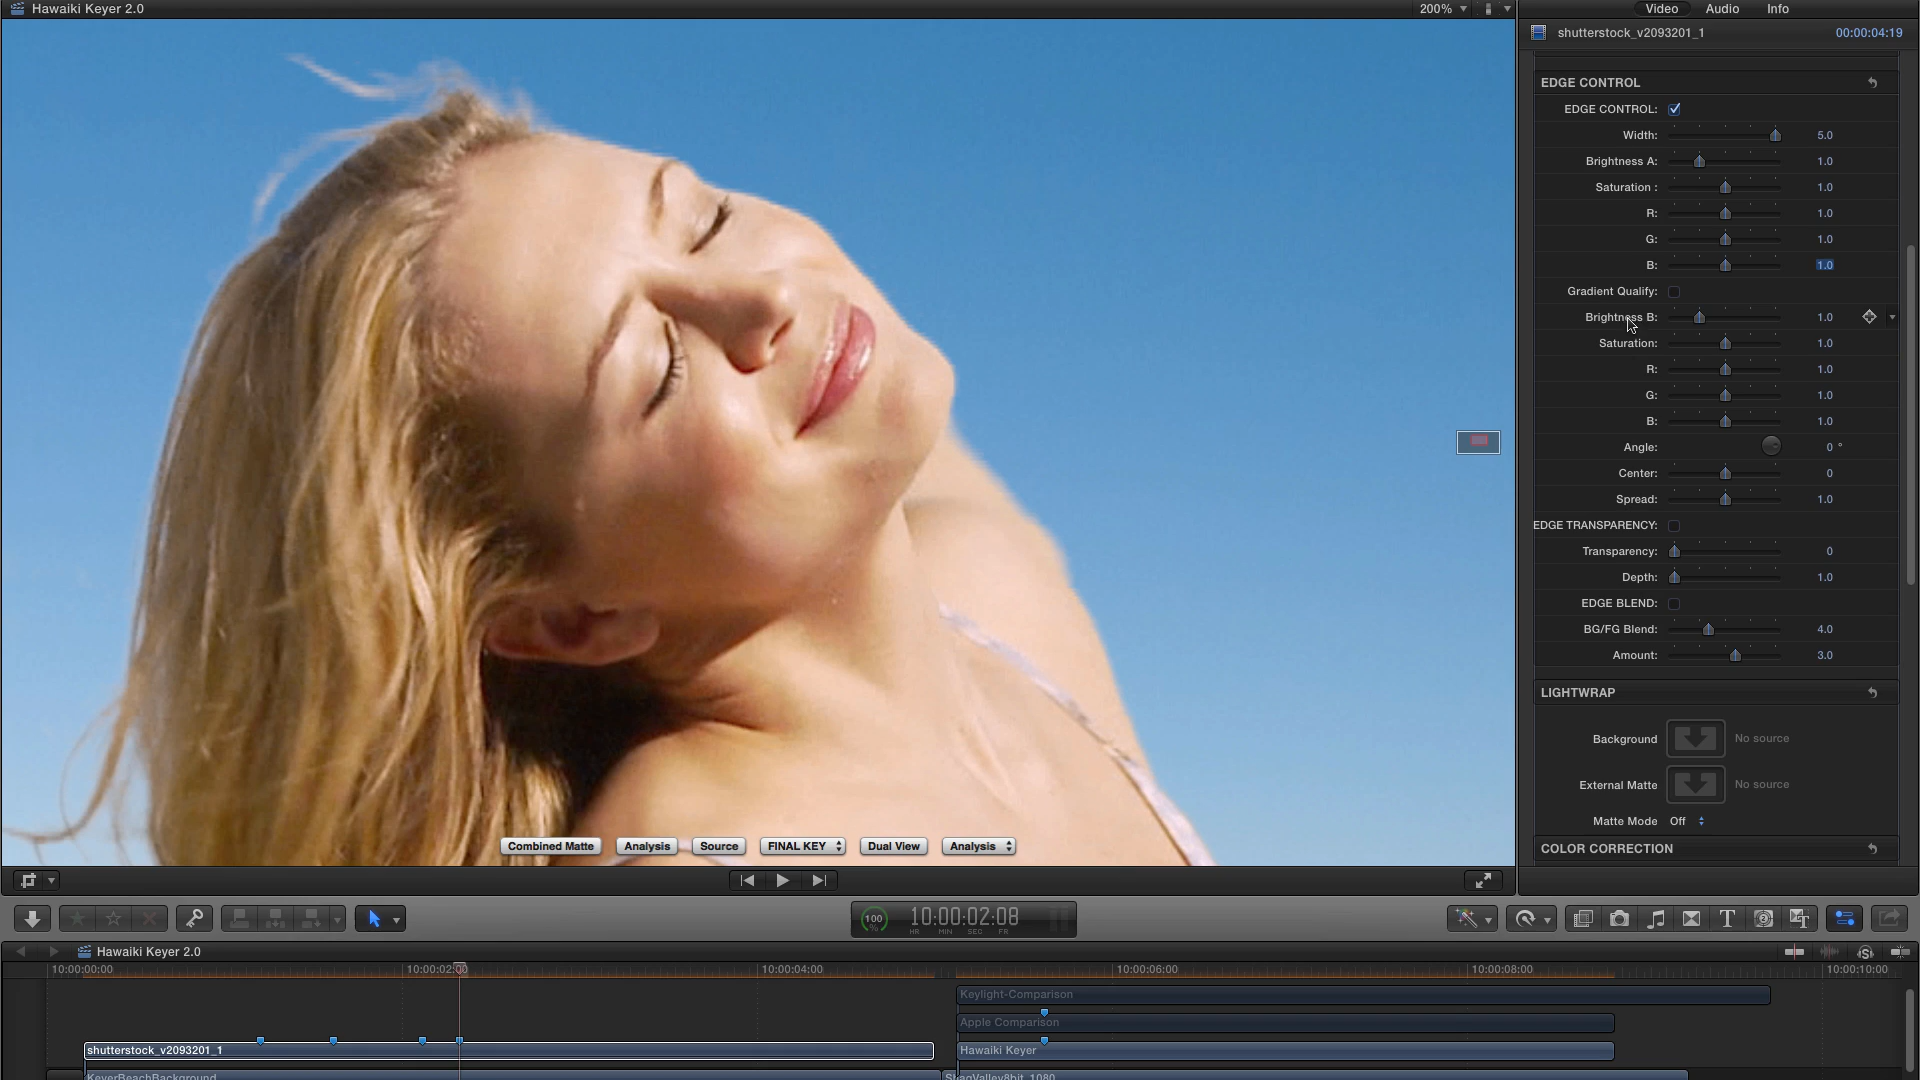 Hawaiki Keyer 2.0
200%
Video Audio Info
shutterstock_v2093201_1 00:00:04:19
EDGE CONTROL
EDGE CONTROL:
Width: 5.0
Brightness A: 1.0
Saturation : 1.0
R: 1.0
G: 1.0
B: 1.0
Gradient Qualify:
Brightness B: 1.0
Saturation: 1.0
R: 1.0
G: 1.0
B: 1.0
Angle: 0 °
Center: 0
Spread: 1.0
EDGE TRANSPARENCY:
Transparency: 0
Depth: 1.0
EDGE BLEND:
BG/FG Blend: 4.0
Amount: 3.0
LIGHTWRAP
Background No source
External Matte No source
Matte Mode Off
COLOR CORRECTION
Combined Matte Analysis Source FINAL KEY Dual View Analysis
100 %
10:00:02:08
HR MIN SEC FR
Hawaiki Keyer 2.0
10:00:00:00 10:00:02:00 10:00:04:00 10:00:06:00 10:00:08:00 10:00:10:00
Keylight-Comparison
Apple Comparison
shutterstock_v2093201_1 Hawaiki Keyer
KeyerBeachBackground ShagValley8bit_1080